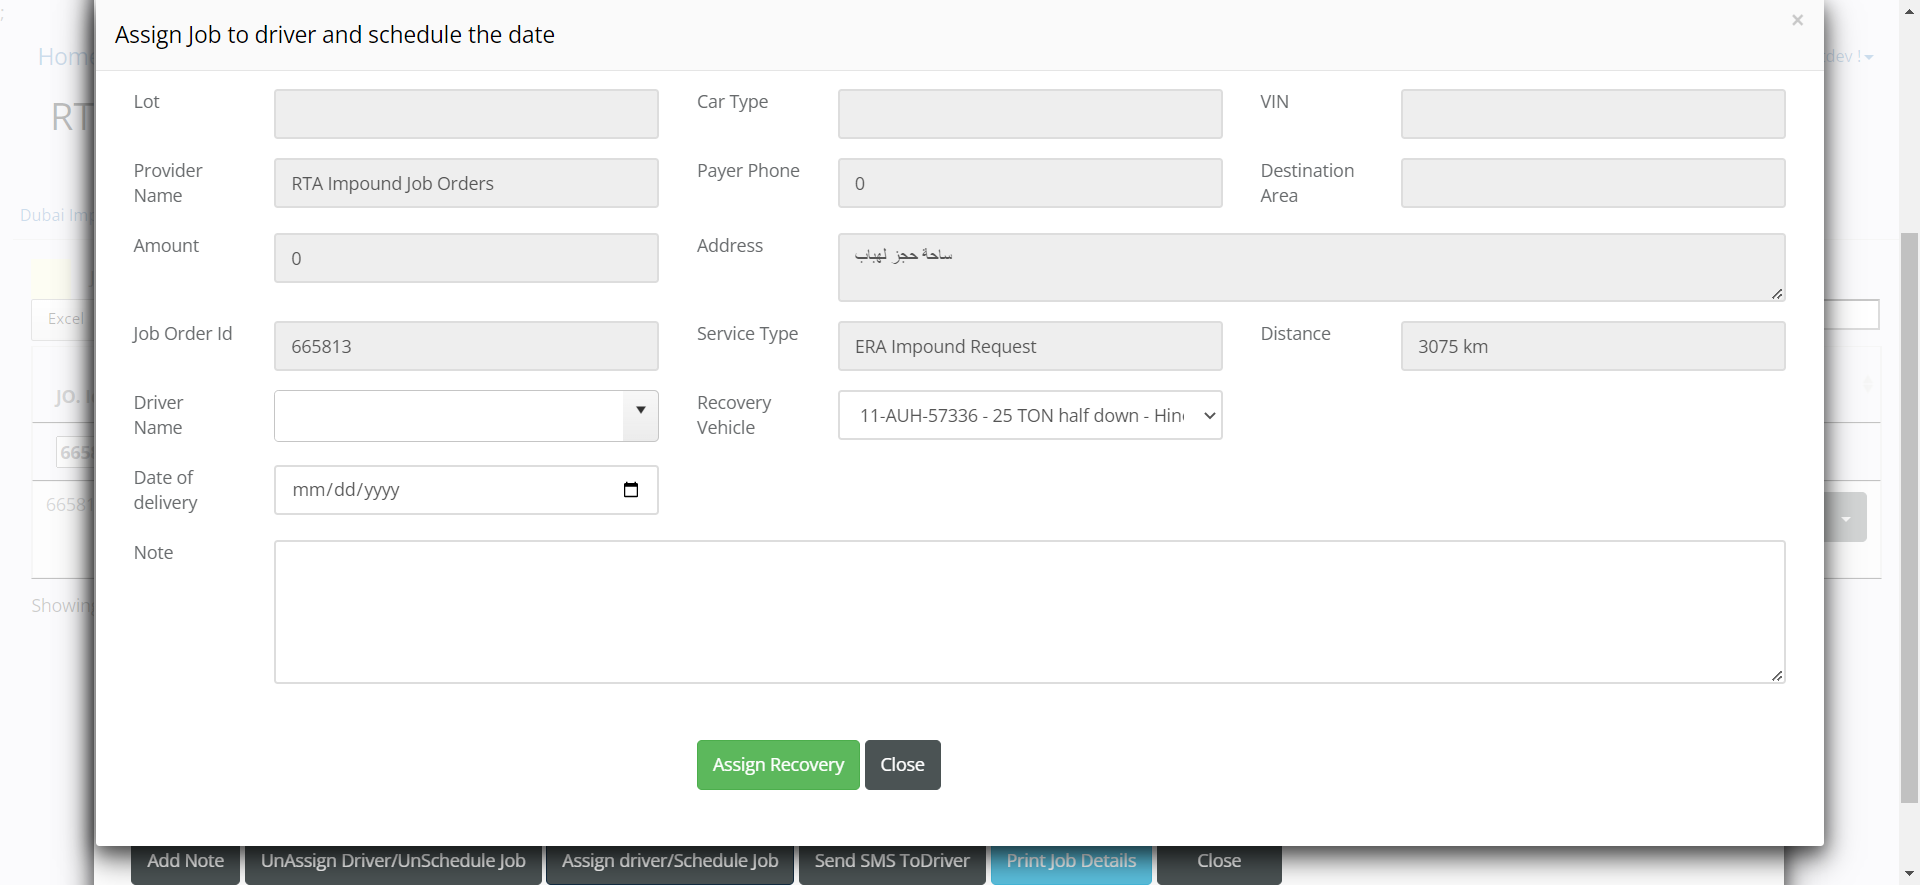 Assign Job to driver and schedule the date
×
Home
dev !
RT
Lot
Car Type
VIN
Provider Name
RTA Impound Job Orders
Payer Phone
0
Destination Area
Dubai Im
Amount
0
Address
ساحة حجز لهباب
Excel
Job Order Id
665813
Service Type
ERA Impound Request
Distance
3075 km
JO. I
Driver Name
Recovery Vehicle
11-AUH-57336 - 25 TON half down - Hin
665
Date of delivery
mm/dd/yyyy
6658
Note
Showin
Assign Recovery
Close
Add Note
UnAssign Driver/UnSchedule Job
Assign driver/Schedule Job
Send SMS ToDriver
Print Job Details
Close